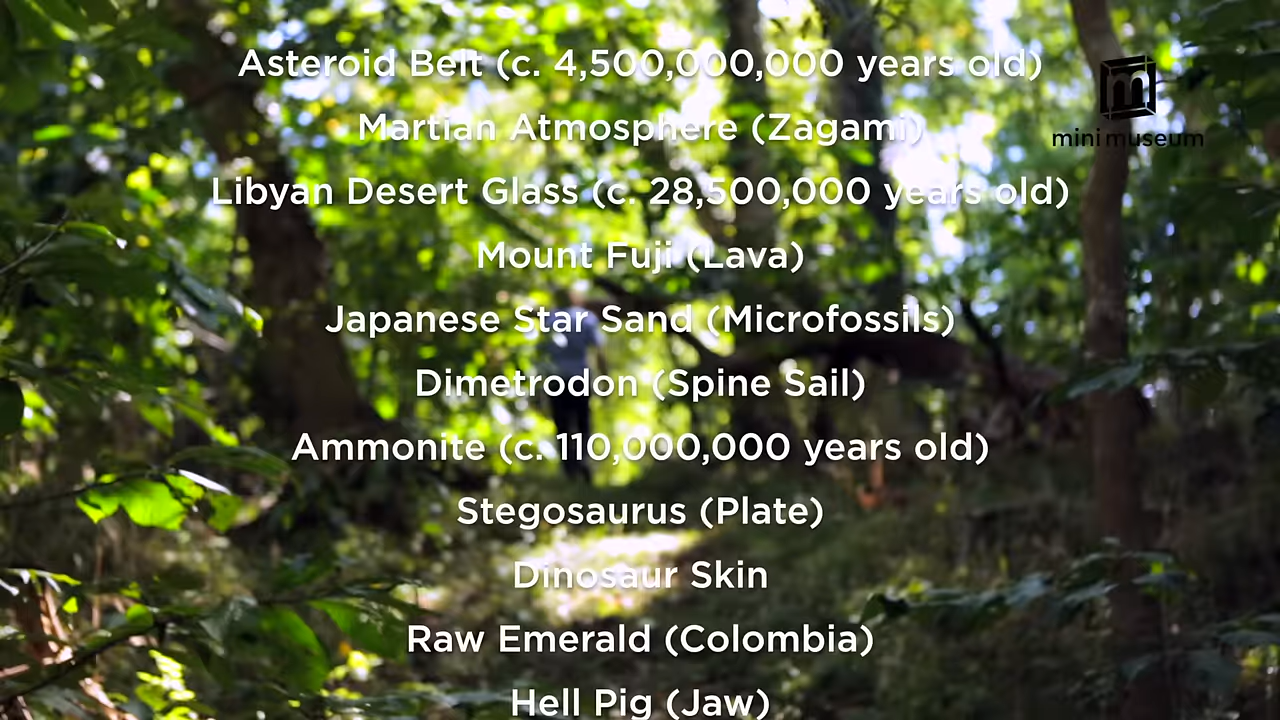 Asteroid Belt (c. 4,500,000,000 years old)
mini museum
Martian Atmosphere (Zagami)
Libyan Desert Glass (c. 28,500,000 years old)
Mount Fuji (Lava)
Japanese Star Sand (Microfossils)
Dimetrodon (Spine Sail)
Ammonite (c. 110,000,000 years old)
Stegosaurus (Plate)
Dinosaur Skin
Raw Emerald (Colombia)
Hell Pig (Jaw)